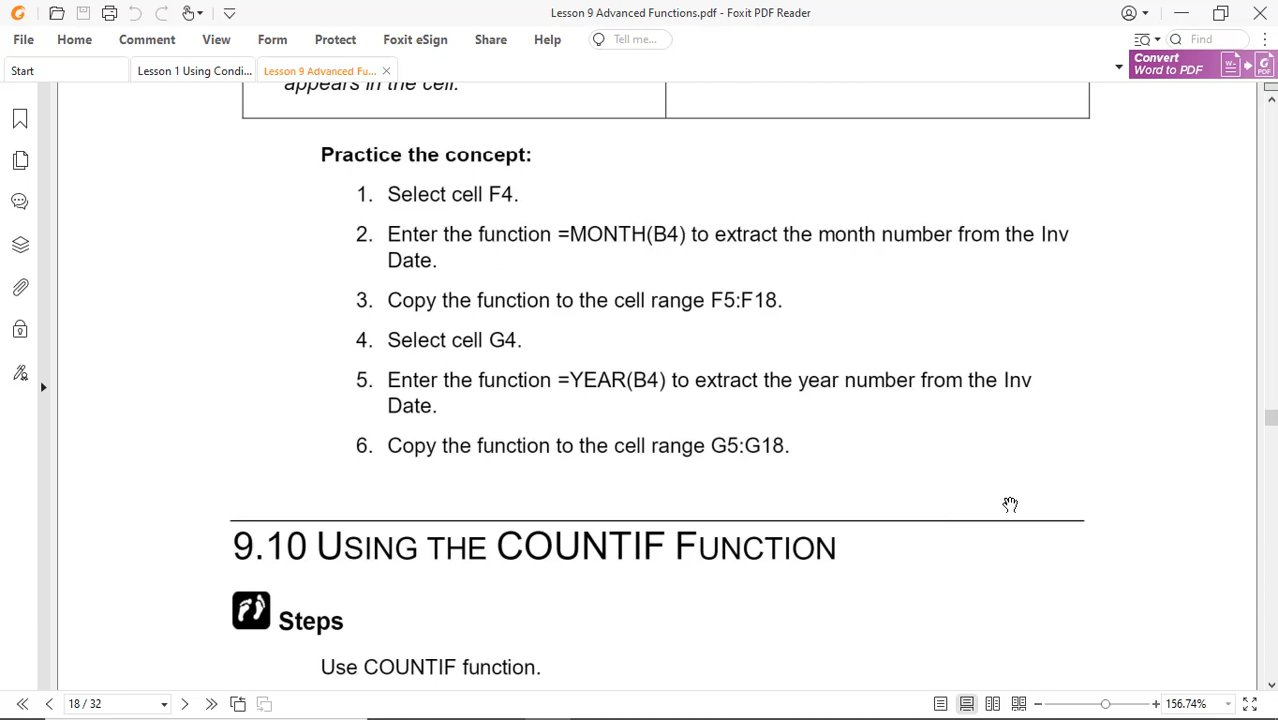 Lesson 9 Advanced Functions.pdf - Foxit PDF Reader
File Home Comment View Form Protect Foxit eSign Share Help Tell me... Find
Start Lesson 1 Using Condi... Lesson 9 Advanced Fu... Convert
Word to PDF
appears in the cell.
Practice the concept:
1. Select cell F4.
2. Enter the function =MONTH(B4) to extract the month number from the Inv
Date.
3. Copy the function to the cell range F5:F18.
4. Select cell G4.
5. Enter the function =YEAR(B4) to extract the year number from the Inv
Date.
6. Copy the function to the cell range G5:G18.
9.10 USING THE COUNTIF FUNCTION
Steps
Use COUNTIF function.
18 / 32 156.74%